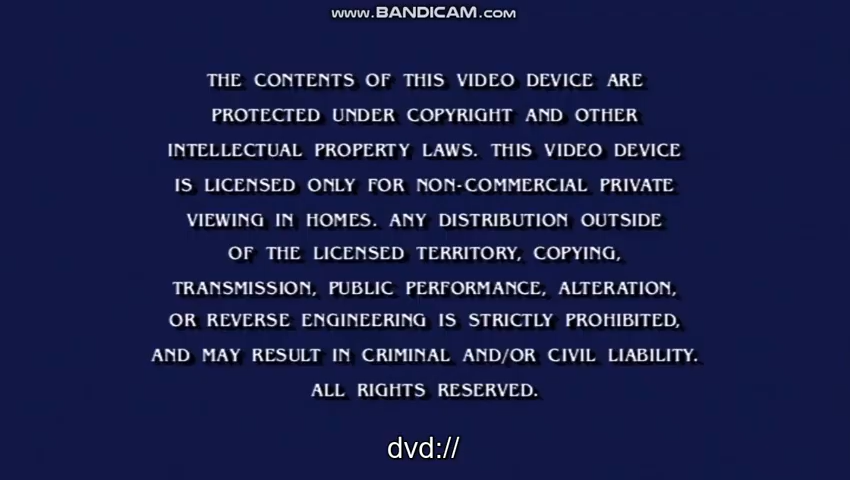 www.BANDICAM.com
THE CONTENTS OF THIS VIDEO DEVICE ARE
PROTECTED UNDER COPYRIGHT AND OTHER
INTELLECTUAL PROPERTY LAWS. THIS VIDEO DEVICE
IS LICENSED ONLY FOR NON-COMMERCIAL PRIVATE
VIEWING IN HOMES. ANY DISTRIBUTION OUTSIDE
OF THE LICENSED TERRITORY, COPYING,
TRANSMISSION, PUBLIC PERFORMANCE, ALTERATION,
OR REVERSE ENGINEERING IS STRICTLY PROHIBITED,
AND MAY RESULT IN CRIMINAL AND/OR CIVIL LIABILITY.
ALL RIGHTS RESERVED.
dvd://